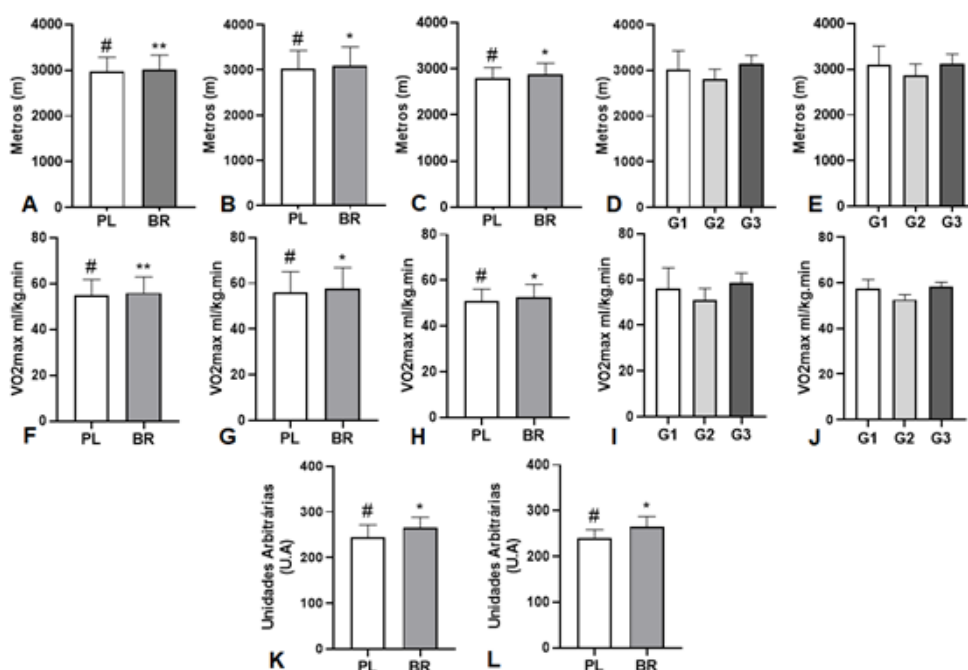 Metros (m)
4000
3000
2000
1000
0
#
**
PL
BR
A
Metros (m)
4000
3000
2000
1000
0
#
*
PL
BR
B
Metros (m)
4000
3000
2000
1000
0
#
*
PL
BR
C
Metros (m)
4000
3000
2000
1000
0
G1
G2
G3
D
Metros (m)
4000
3000
2000
1000
0
G1
G2
G3
E
VO2max ml/kg.min
80
60
40
20
0
#
**
PL
BR
F
VO2max ml/kg.min
80
60
40
20
0
#
*
PL
BR
G
VO2max ml/kg.min
80
60
40
20
0
#
*
PL
BR
H
VO2max ml/kg.min
80
60
40
20
0
G1
G2
G3
I
VO2max ml/kg.min
80
60
40
20
0
G1
G2
G3
J
Unidades Arbitrárias
(U.A)
400
300
200
100
0
#
*
PL
BR
K
Unidades Arbitrárias
(U.A)
400
300
200
100
0
#
*
PL
BR
L